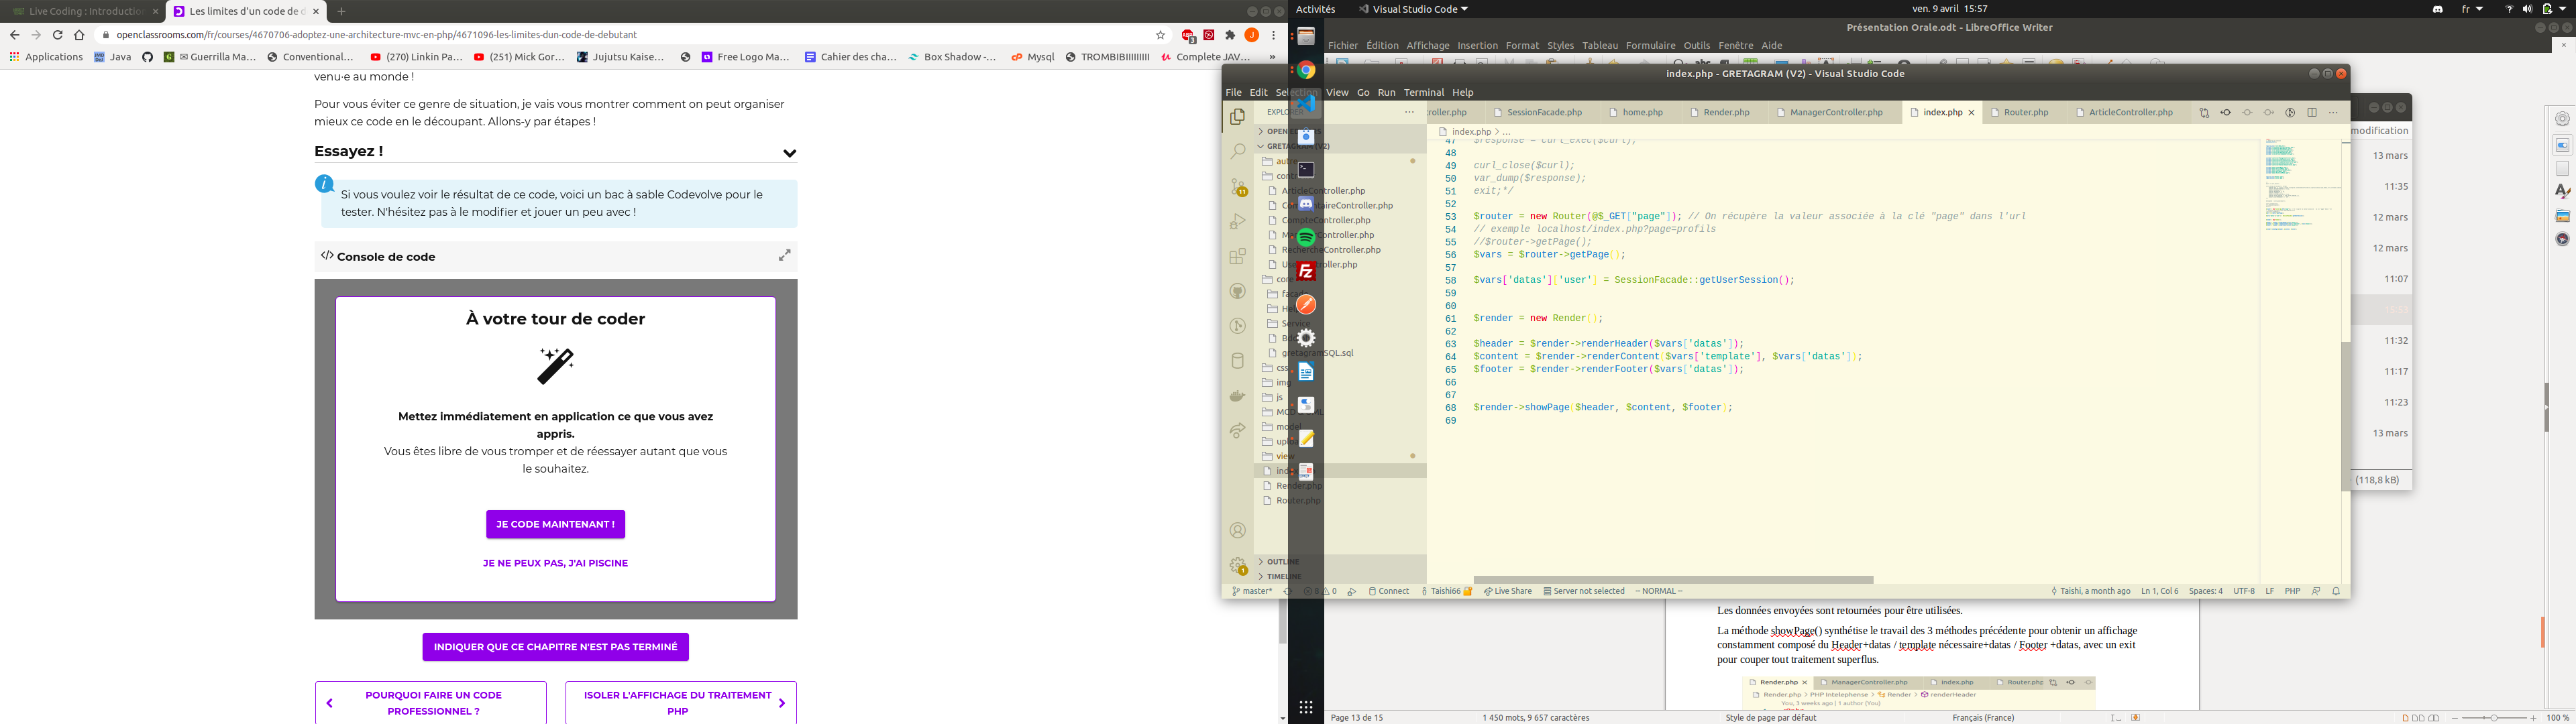 Live Coding : Introduction
Les limites d'un code de d
openclassrooms.com/fr/courses/4670706-adoptez-une-architecture-mvc-en-php/4671096-les-limites-dun-code-de-debutant
Applications
Java
Guerrilla Ma…
Conventional…
(270) Linkin Pa…
(251) Mick Gor…
Jujutsu Kaise…
Free Logo Ma…
Cahier des cha…
Box Shadow -…
Mysql
TROMBIBIIIIIIIII
Complete JAV…
venu·e au monde !
Pour vous éviter ce genre de situation, je vais vous montrer comment on peut organiser
mieux ce code en le découpant. Allons-y par étapes !
Essayez !
Si vous voulez voir le résultat de ce code, voici un bac à sable Codevolve pour le
tester. N'hésitez pas à le modifier et jouer un peu avec !
</> Console de code
À votre tour de coder
Mettez immédiatement en application ce que vous avez
appris.
Vous êtes libre de vous tromper et de réessayer autant que vous
le souhaitez.
JE CODE MAINTENANT !
JE NE PEUX PAS, J'AI PISCINE
INDIQUER QUE CE CHAPITRE N'EST PAS TERMINÉ
POURQUOI FAIRE UN CODE
PROFESSIONNEL ?
ISOLER L'AFFICHAGE DU TRAITEMENT
PHP
Activités
Visual Studio Code
ven. 9 avril 15:57
fr
Présentation Orale.odt - LibreOffice Writer
Fichier Édition Affichage Insertion Format Styles Tableau Formulaire Outils Fenêtre Aide
index.php - GRETAGRAM (V2) - Visual Studio Code
File Edit Selection View Go Run Terminal Help
SessionFacade.php
home.php
Render.php
ManagerController.php
index.php
Router.php
ArticleController.php
index.php > ...
GRETAGRAM (V2)
ArticleController.php
CommentaireController.php
CompteController.php
ManagerController.php
RechercheController.php
UserController.php
core
gretagramSQL.sql
css
img
js
model
view
Render.php
Router.php
OUTLINE
TIMELINE
47 $response = curl_exec($curl);
48
49 curl_close($curl);
50 var_dump($response);
51 exit;*/
52
53 $router = new Router(@$_GET["page"]); // On récupère la valeur associée à la clé "page" dans l'url
54 // exemple localhost/index.php?page=profils
55 //$router->getPage();
56 $vars = $router->getPage();
57
58 $vars['datas']['user'] = SessionFacade::getUserSession();
59
60
61 $render = new Render();
62
63 $header = $render->renderHeader($vars['datas']);
64 $content = $render->renderContent($vars['template'], $vars['datas']);
65 $footer = $render->renderFooter($vars['datas']);
66
67
68 $render->showPage($header, $content, $footer);
69
master*
6 0
Connect
Taishi66
Live Share
Server not selected
-- NORMAL --
Taishi, a month ago
Ln 1, Col 6
Spaces: 4
UTF-8
LF
PHP
modification
13 mars
11:35
12 mars
12 mars
11:07
15:53
11:32
11:17
11:23
13 mars
(118,8 kB)
Les données envoyées sont retournées pour être utilisées.
La méthode showPage() synthétise le travail des 3 méthodes précédente pour obtenir un affichage
constamment composé du Header+datas / template nécessaire+datas / Footer +datas, avec un exit
pour couper tout traitement superflus.
Render.php
ManagerController.php
index.php
Router.php
Render.php > PHP Intelephense > Render > renderHeader
You, 3 weeks ago | 1 author (You)
Page 13 de 15
1 450 mots, 9 657 caractères
Style de page par défaut
Français (France)
100 %